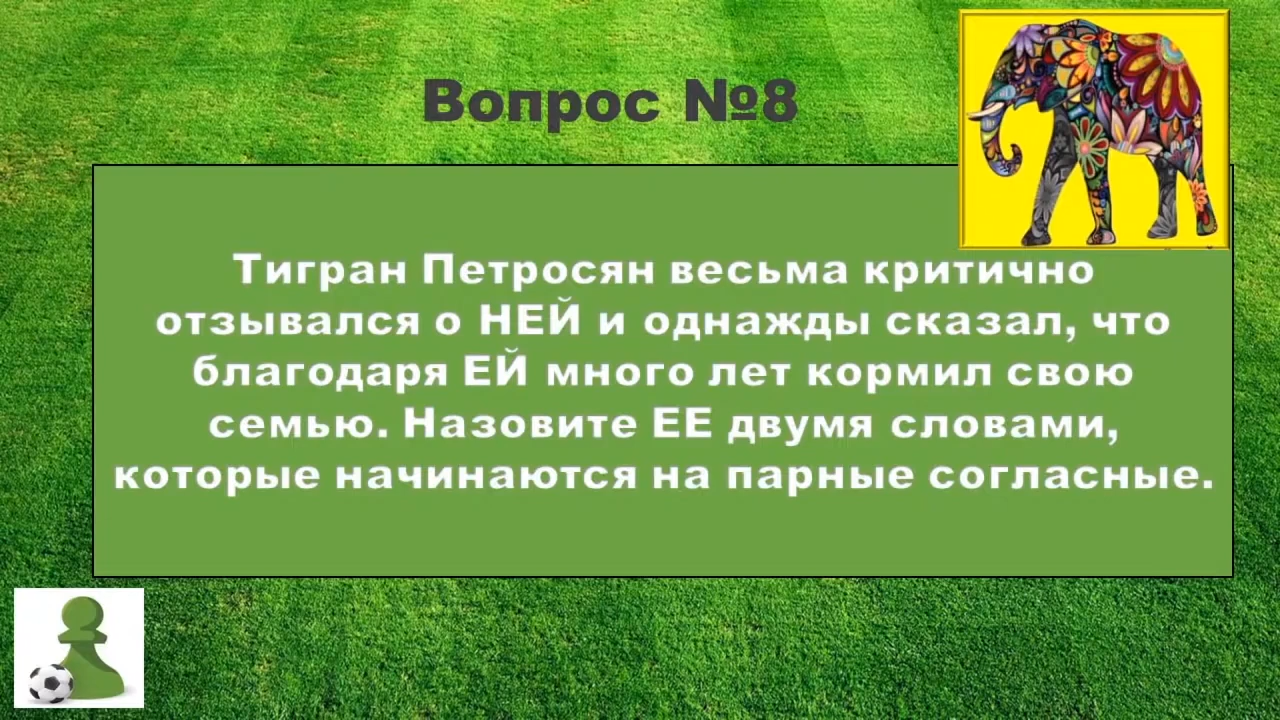 Вопрос №8
Тигран Петросян весьма критично
отзывался о НЕЙ и однажды сказал, что
благодаря ЕЙ много лет кормил свою
семью. Назовите ЕЕ двумя словами,
которые начинаются на парные согласные.